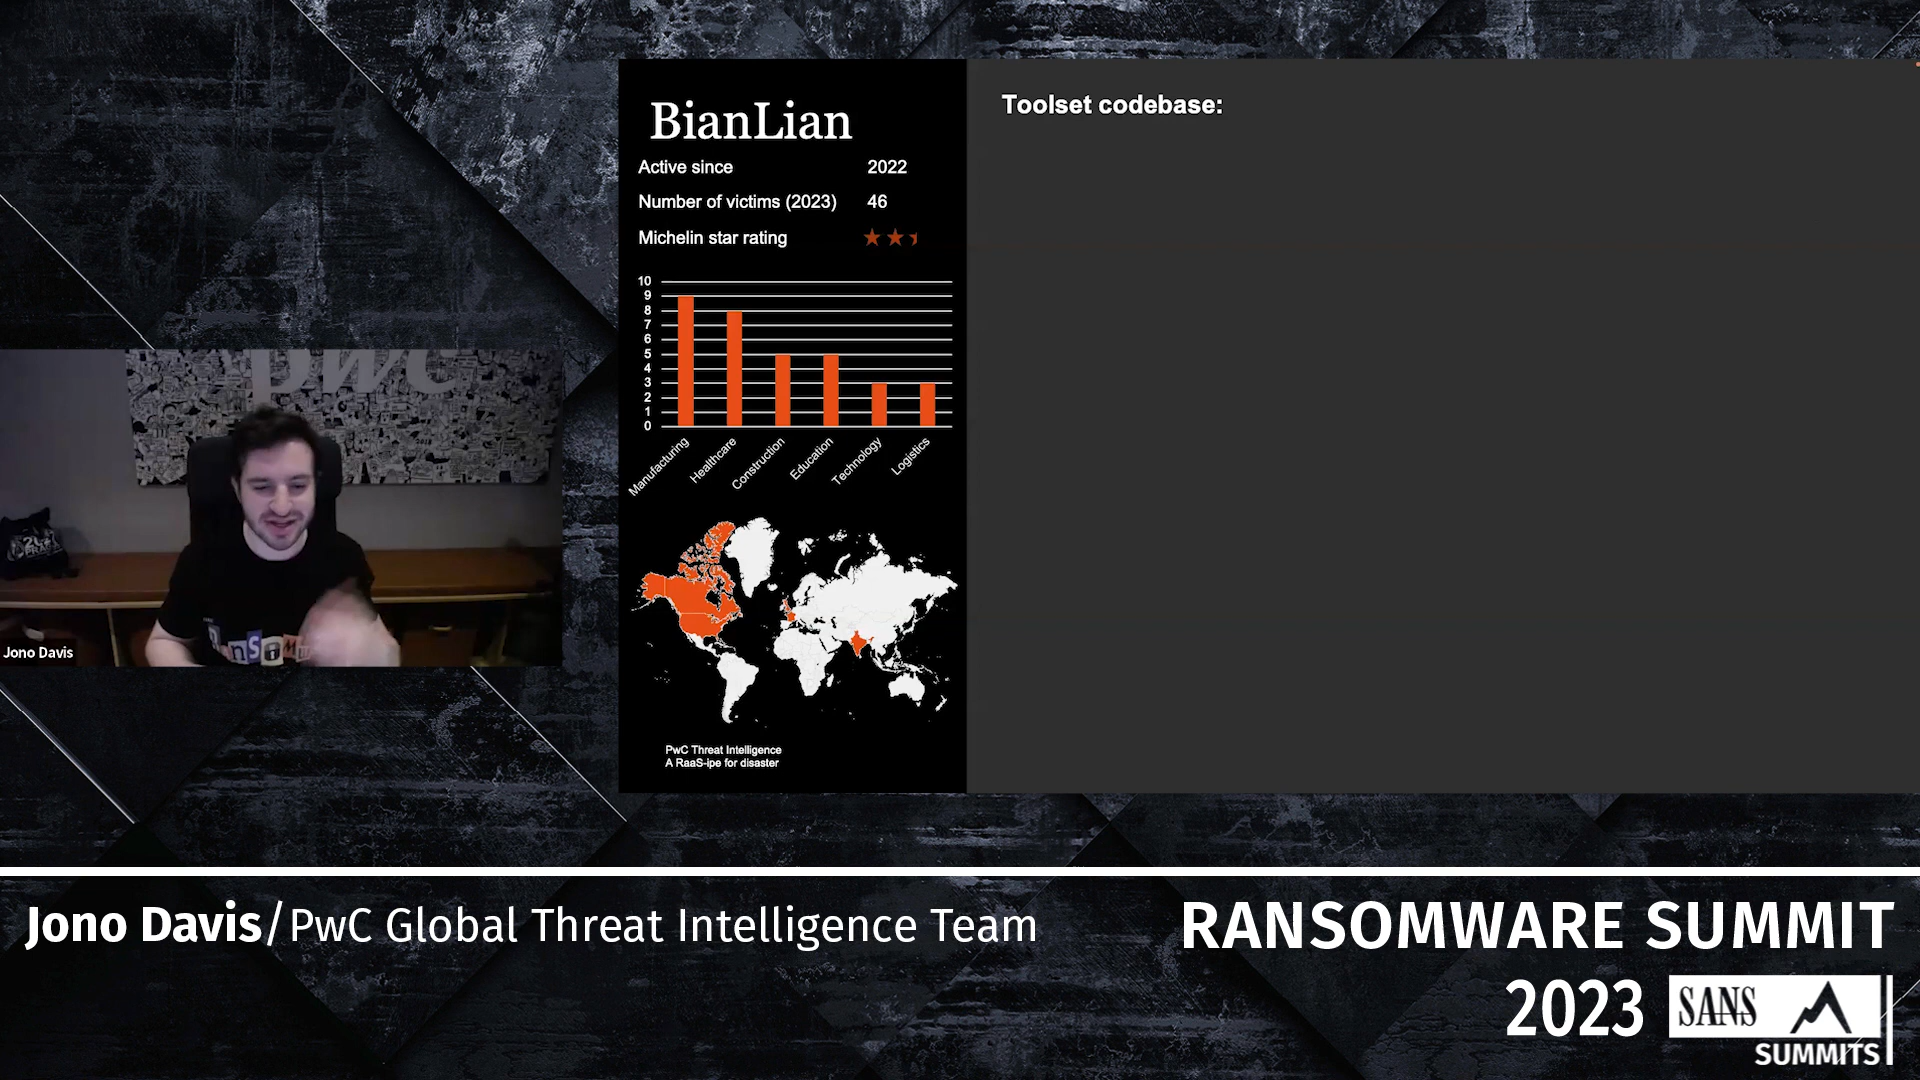 BianLian
Active since 2022
Number of victims (2023) 46
Michelin star rating
10
9
8
7
6
5
4
3
2
1
0
Manufacturing
Healthcare
Construction
Education
Technology
Logistics
PwC Threat Intelligence
A RaaS-ipe for disaster
Toolset codebase:
pwc
Jono Davis
Jono Davis/PwC Global Threat Intelligence Team
RANSOMWARE SUMMIT
2023
SANS
SUMMITS